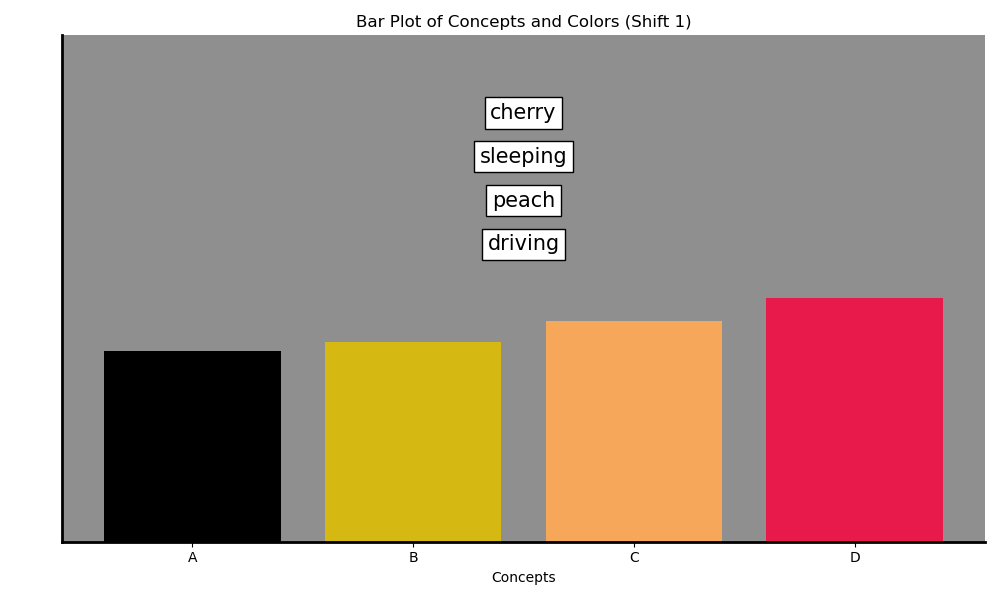 Bar Plot of Concepts and Colors (Shift 1)
cherry
sleeping
peach
driving
A B C D
Concepts